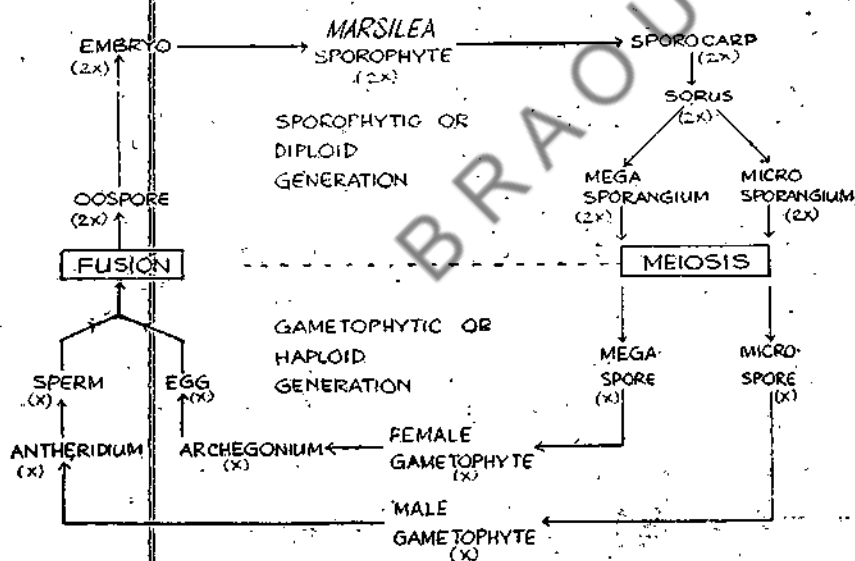 MARSILEA
EMBRYO
(2x)
SPOROPHYTE
(2x)
SPOROCARP
(2x)
SORUS
(2x)
SPOROPHYTIC OR
DIPLOID
GENERATION
MEGA
SPORANGIUM
(2x)
MICRO
SPORANGIUM
(2x)
OOSPORE
(2x)
FUSION
MEIOSIS
GAMETOPHYTIC OR
HAPLOID
GENERATION
MEGA-
SPORE
(x)
MICRO-
SPORE
(x)
SPERM
(x)
EGG
(x)
ANTHERIDIUM
(x)
ARCHEGONIUM
(x)
FEMALE
GAMETOPHYTE
(x)
MALE
GAMETOPHYTE
(x)
BRAOU